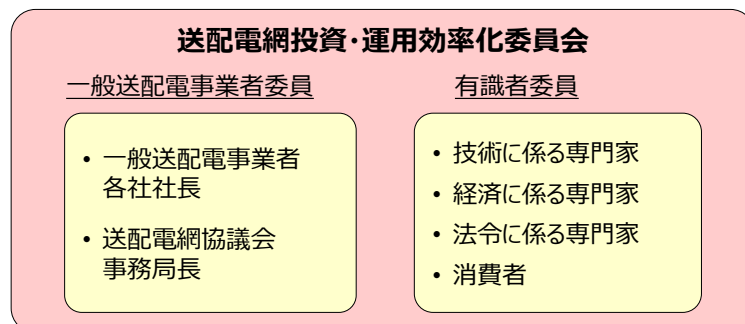 送配電網投資・運用効率化委員会
一般送配電事業者委員
・一般送配電事業者
各社社長
・送配電網協議会
事務局長
有識者委員
・技術に係る専門家
・経済に係る専門家
・法令に係る専門家
・消費者